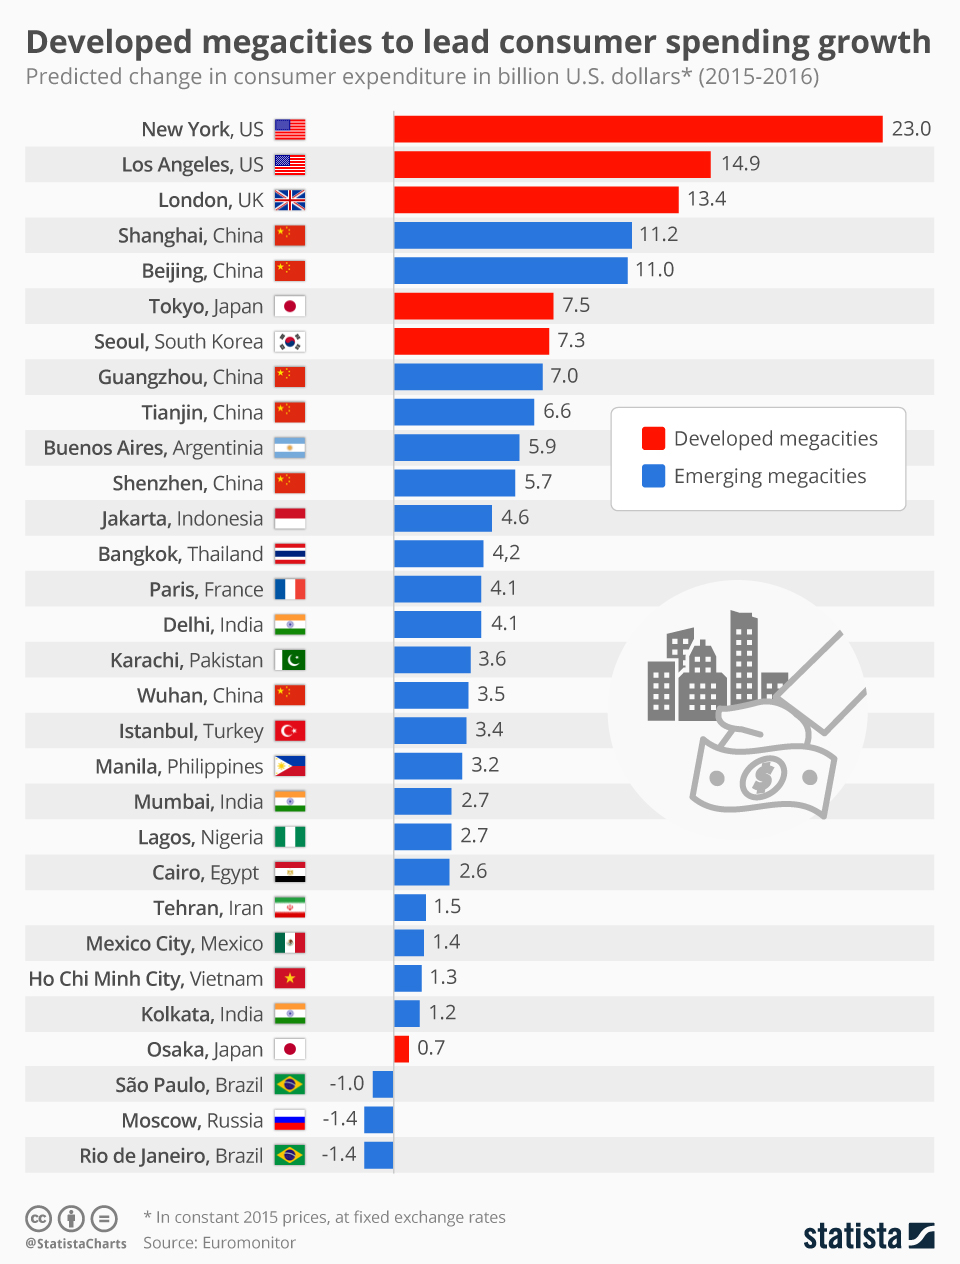 Developed megacities to lead consumer spending growth
Predicted change in consumer expenditure in billion U.S. dollars* (2015-2016)
New York, US 23.0
Los Angeles, US 14.9
London, UK 13.4
Shanghai, China 11.2
Beijing, China 11.0
Tokyo, Japan 7.5
Seoul, South Korea 7.3
Guangzhou, China 7.0
Tianjin, China 6.6
Buenos Aires, Argentinia 5.9
Shenzhen, China 5.7
Jakarta, Indonesia 4.6
Bangkok, Thailand 4,2
Paris, France 4.1
Delhi, India 4.1
Karachi, Pakistan 3.6
Wuhan, China 3.5
Istanbul, Turkey 3.4
Manila, Philippines 3.2
Mumbai, India 2.7
Lagos, Nigeria 2.7
Cairo, Egypt 2.6
Tehran, Iran 1.5
Mexico City, Mexico 1.4
Ho Chi Minh City, Vietnam 1.3
Kolkata, India 1.2
Osaka, Japan 0.7
São Paulo, Brazil -1.0
Moscow, Russia -1.4
Rio de Janeiro, Brazil -1.4
Developed megacities
Emerging megacities
$
cc
@StatistaCharts
* In constant 2015 prices, at fixed exchange rates
Source: Euromonitor
statista